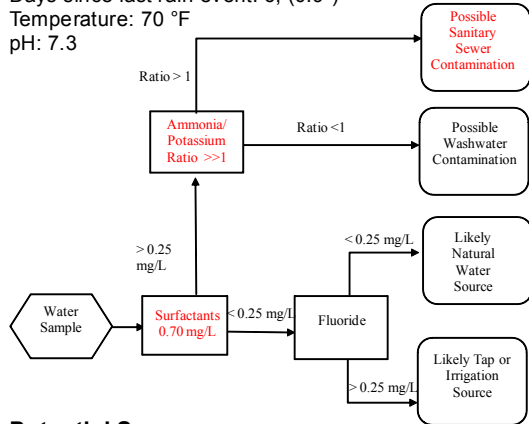 Temperature: 70 °F
pH: 7.3
Possible
Sanitary
Sewer
Contamination
Ratio > 1
Ammonia/
Potassium
Ratio >>1
Ratio <1
Possible
Washwater
Contamination
> 0.25
mg/L
< 0.25 mg/L
Likely
Natural
Water
Source
Water
Sample
Surfactants
0.70 mg/L
< 0.25 mg/L
Fluoride
> 0.25 mg/L
Likely Tap or
Irrigation
Source